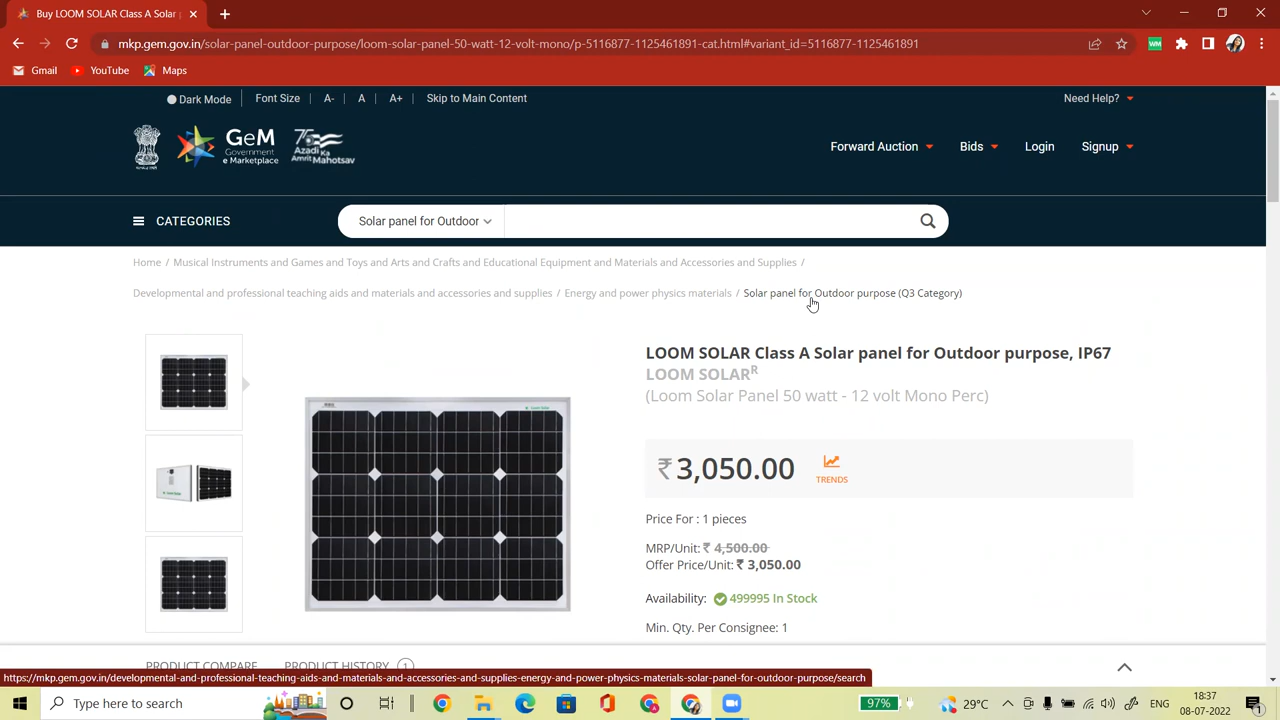 Buy LOOM SOLAR Class A Solar
mkp.gem.gov.in/solar-panel-outdoor-purpose/loom-solar-panel-50-watt-12-volt-mono/p-5116877-1125461891-cat.html#variant_id=5116877-1125461891
WM
Gmail YouTube Maps
Dark Mode Font Size A- A A+ Skip to Main Content Need Help?
GeM
Government
e Marketplace
75
Azadi Ka
Amrit Mahotsav
Forward Auction Bids Login Signup
CATEGORIES Solar panel for Outdoor
Home / Musical Instruments and Games and Toys and Arts and Crafts and Educational Equipment and Materials and Accessories and Supplies /
Developmental and professional teaching aids and materials and accessories and supplies / Energy and power physics materials / Solar panel for Outdoor purpose (Q3 Category)
LOOM SOLAR Class A Solar panel for Outdoor purpose, IP67
LOOM SOLAR^R
(Loom Solar Panel 50 watt - 12 volt Mono Perc)
₹ 3,050.00
TRENDS
Price For : 1 pieces
MRP/Unit: ₹ 4,500.00
Offer Price/Unit: ₹ 3,050.00
Availability: 499995 In Stock
Min. Qty. Per Consignee: 1
PRODUCT COMPARE PRODUCT HISTORY 1
https://mkp.gem.gov.in/developmental-and-professional-teaching-aids-and-materials-and-accessories-and-supplies-energy-and-power-physics-materials-solar-panel-for-outdoor-purpose/search
Type here to search
97%
29°C
ENG
18:37
08-07-2022
1